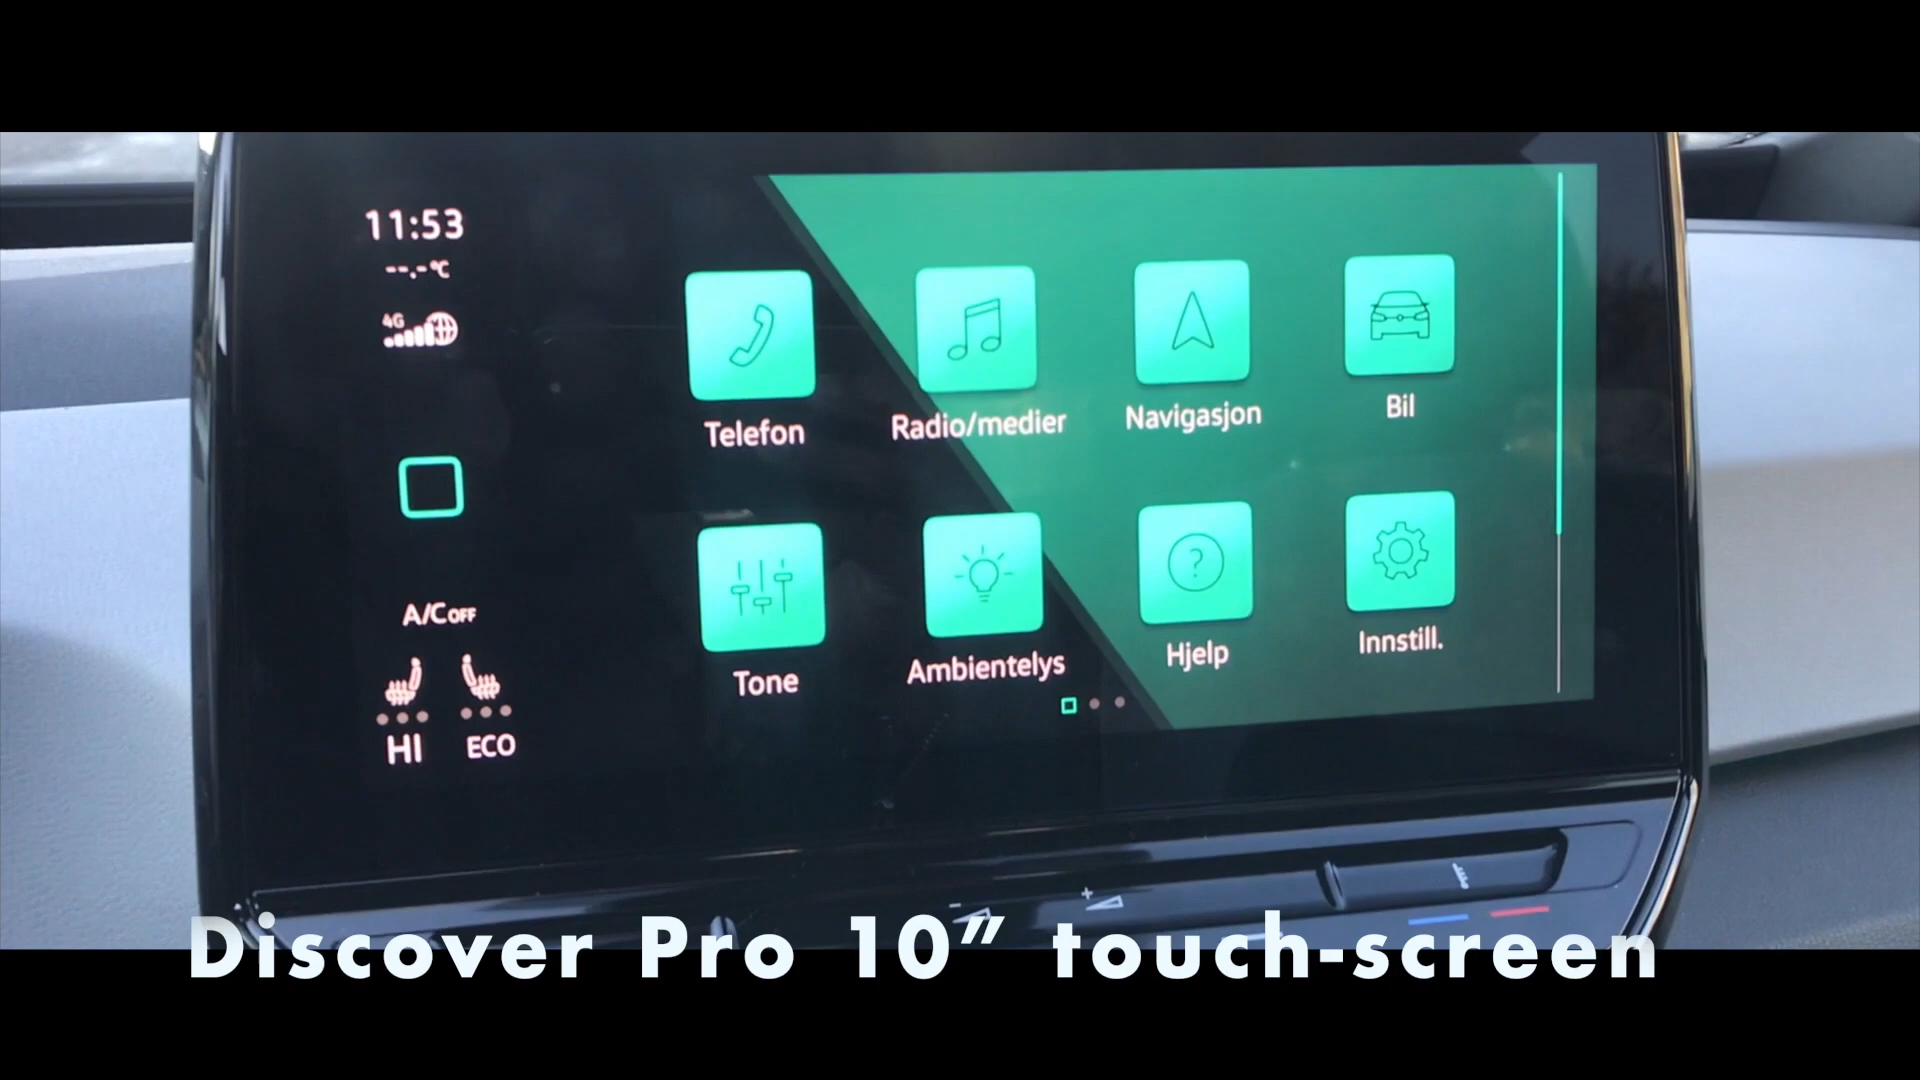 11:53
--.-°C
4G
Telefon
Radio/medier
Navigasjon
Bil
Tone
Ambientelys
Hjelp
Innstill.
A/C OFF
HI
ECO
- +
Discover Pro 10” touch-screen